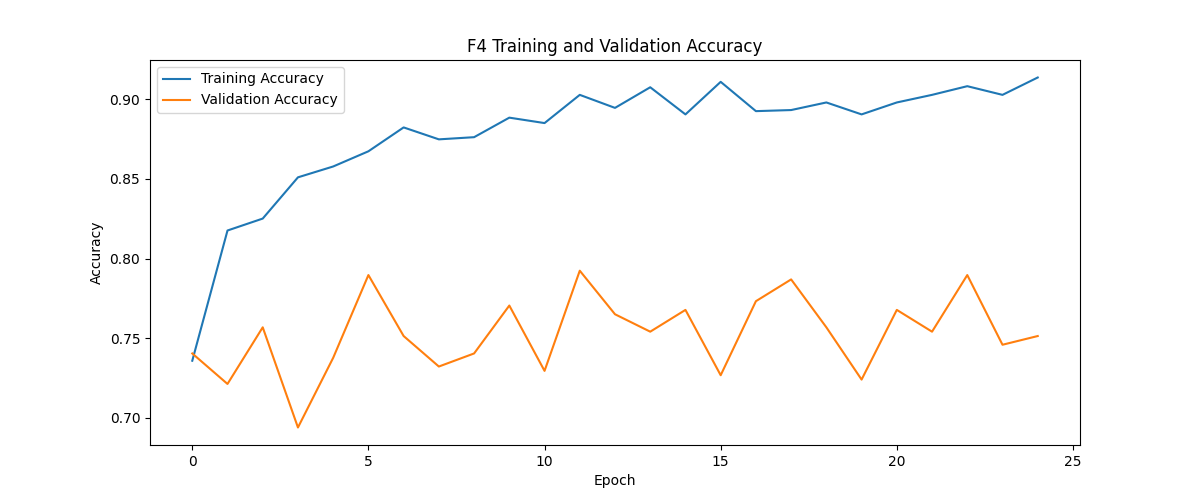 F4 Training and Validation Accuracy
Training Accuracy
Validation Accuracy
0.90
0.85
0.80
0.75
0.70
Accuracy
0 5 10 15 20 25
Epoch